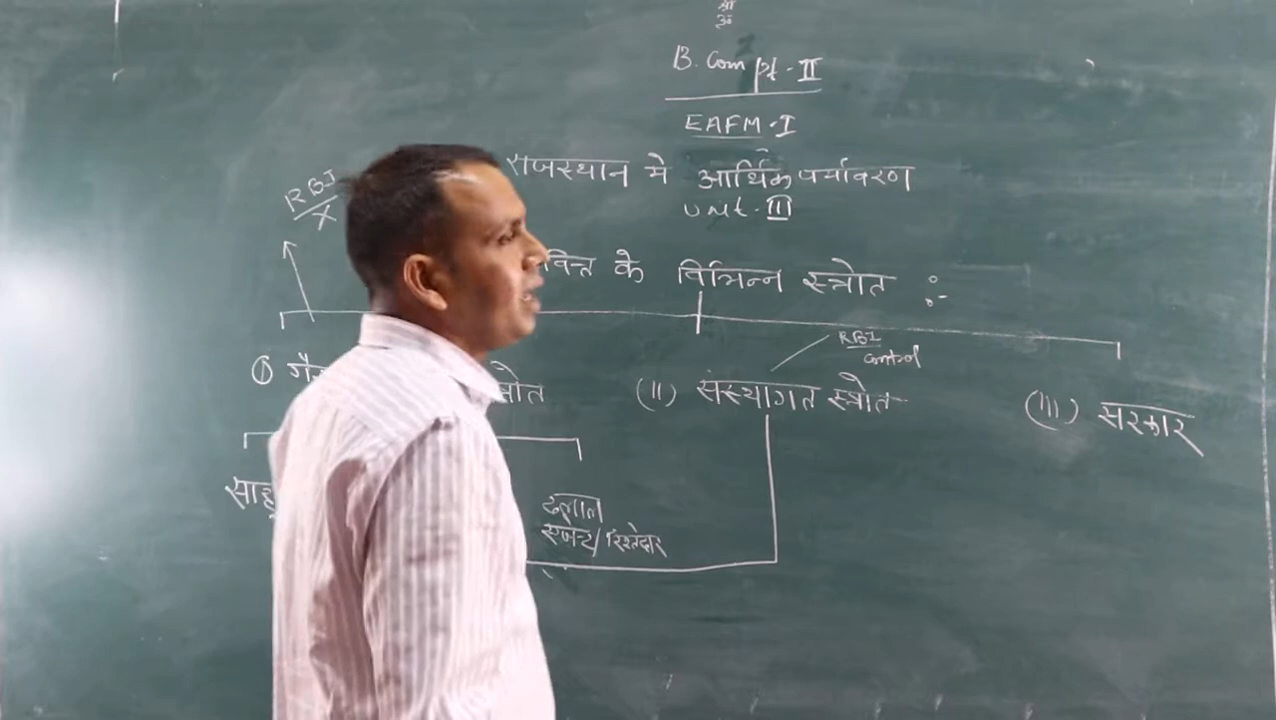 श्री
ॐ
B. Com pt - II
EAFM - I
राजस्थान मे आर्थिक पर्यावरण
Unit - III
वित्त के विभिन्न स्त्रोत :-
RBI
X
RBI
Control
(I)
(II) संस्थागत स्त्रोत
(III) सरकार
दलाल
एजेन्ट/रिश्तेदार